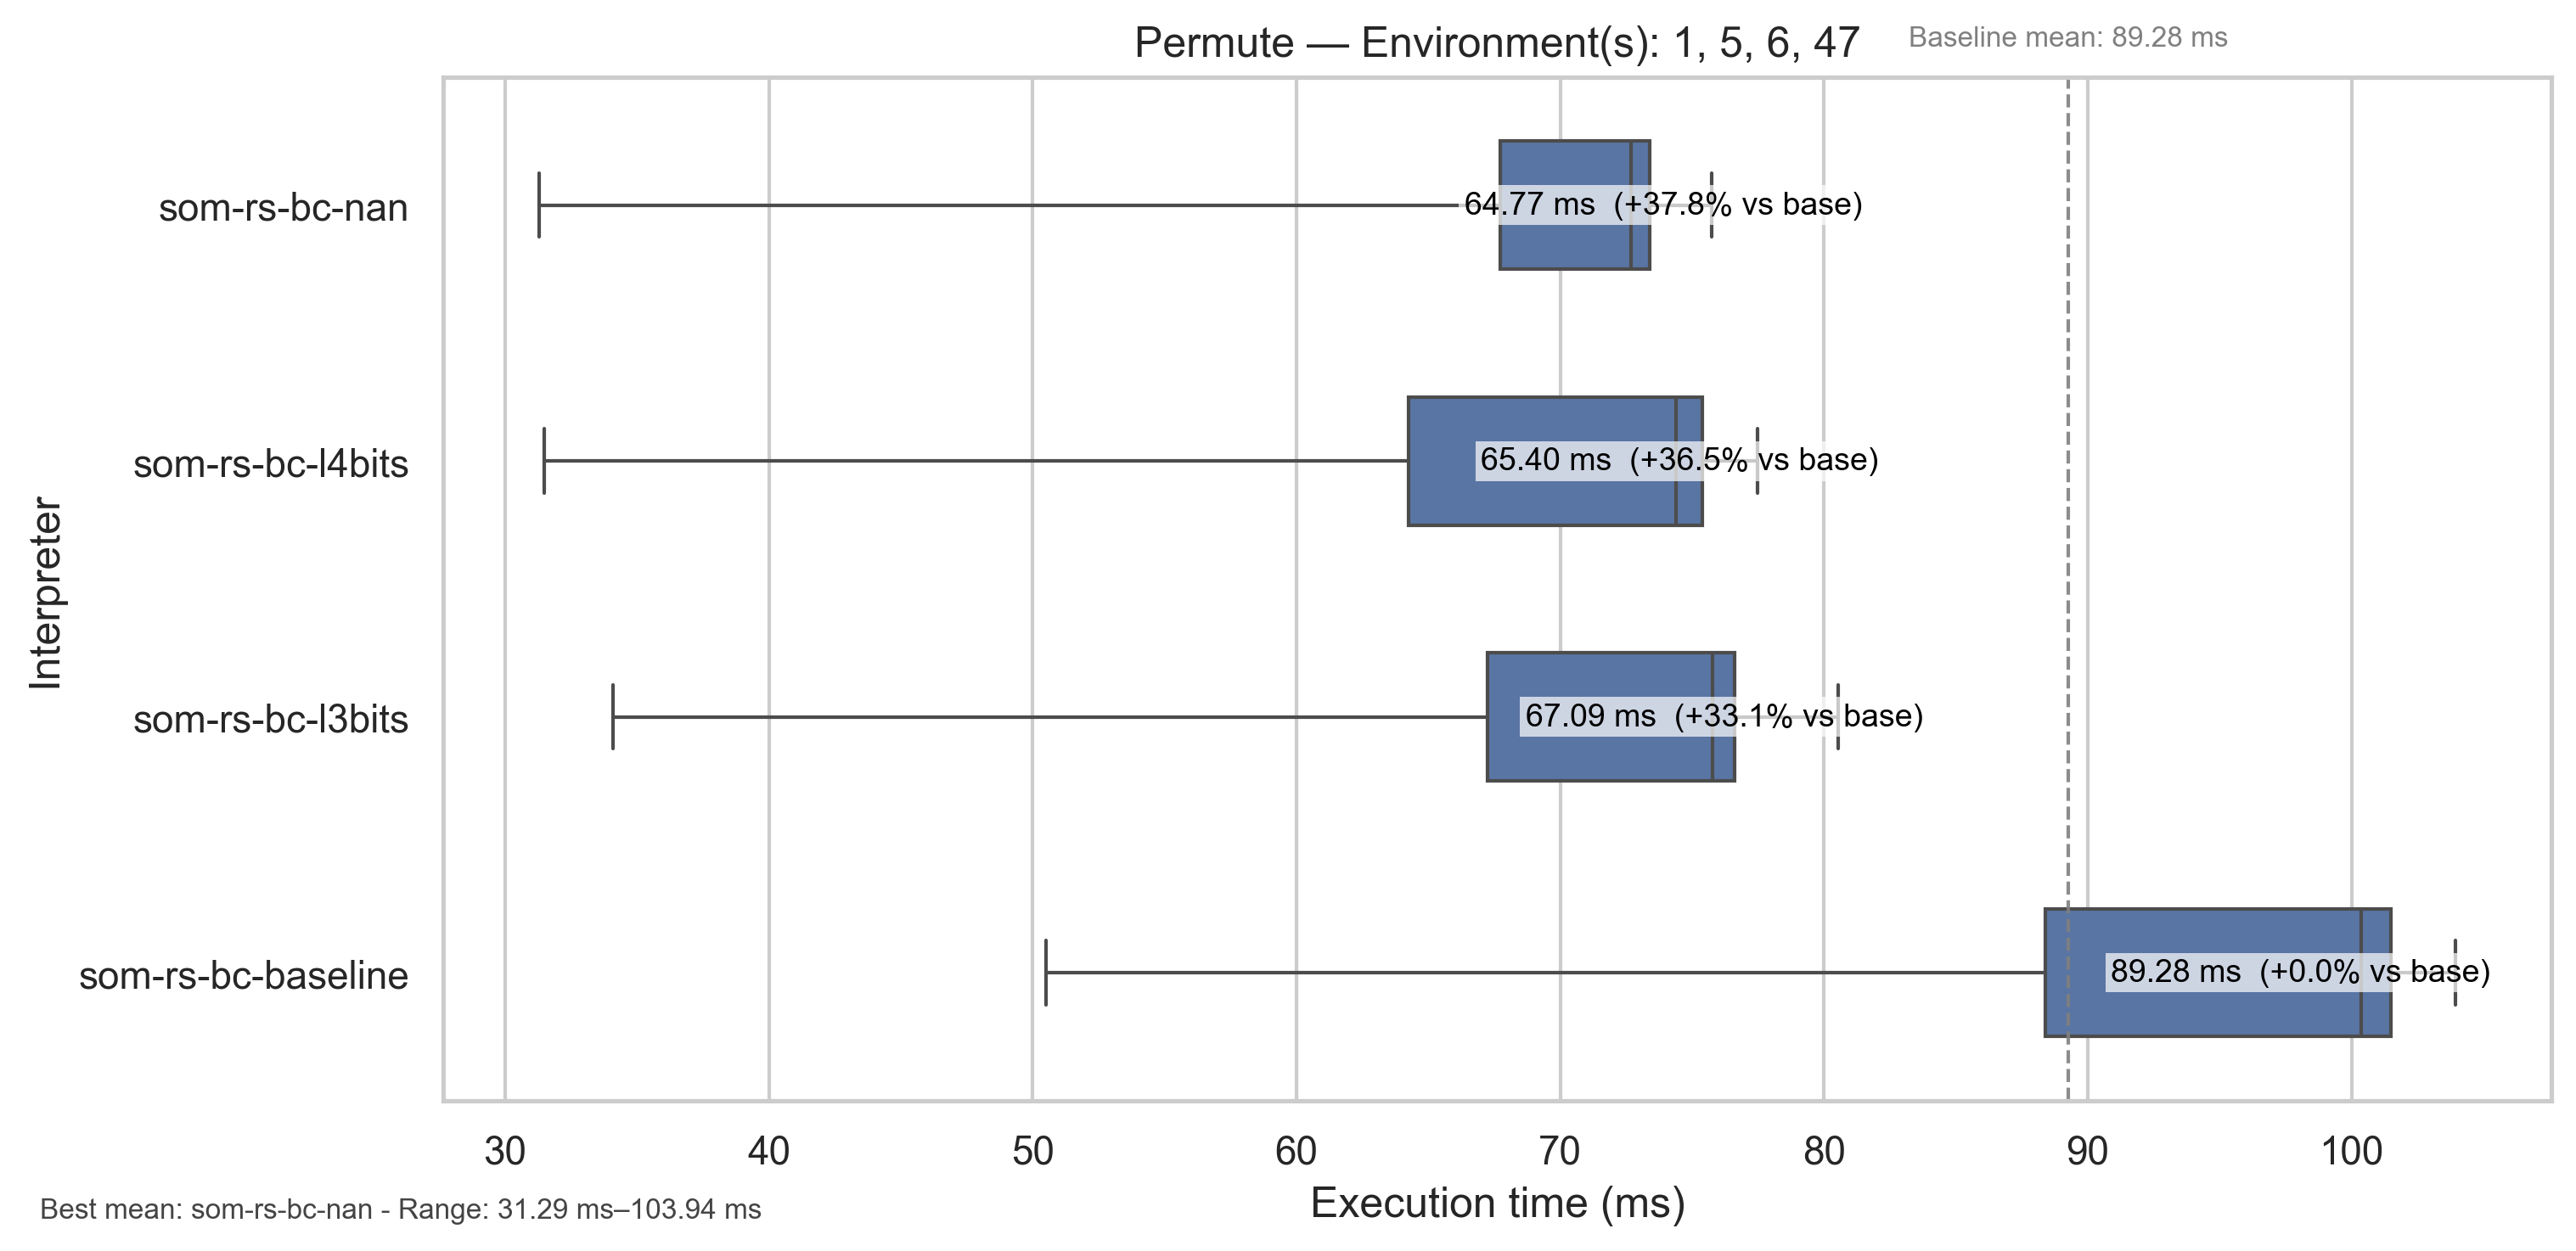 Permute — Environment(s): 1, 5, 6, 47
Baseline mean: 89.28 ms
Interpreter
som-rs-bc-nan
64.77 ms  (+37.8% vs base)
som-rs-bc-l4bits
65.40 ms  (+36.5% vs base)
som-rs-bc-l3bits
67.09 ms  (+33.1% vs base)
som-rs-bc-baseline
89.28 ms  (+0.0% vs base)
30 40 50 60 70 80 90 100
Execution time (ms)
Best mean: som-rs-bc-nan - Range: 31.29 ms–103.94 ms